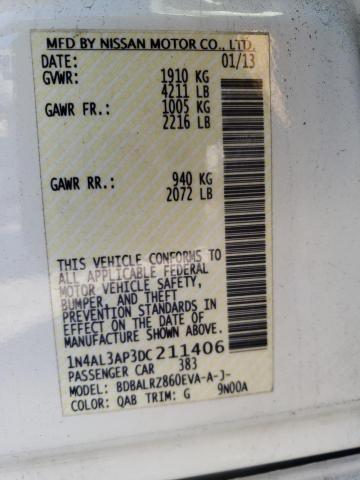 MFD BY NISSAN MOTOR CO., LTD.
DATE: 01/13
GVWR: 1910 KG
4211 LB
GAWR FR.: 1005 KG
2216 LB
GAWR RR.: 940 KG
2072 LB
THIS VEHICLE CONFORMS TO
ALL APPLICABLE FEDERAL
MOTOR VEHICLE SAFETY,
BUMPER, AND THEFT
PREVENTION STANDARDS
IN EFFECT ON THE DATE OF
MANUFACTURE SHOWN ABOVE.
1N4AL3AP3DC211406
PASSENGER CAR 383
MODEL: BDBALRZ860EVA-A-J-
COLOR: QAB TRIM: G 9N00A